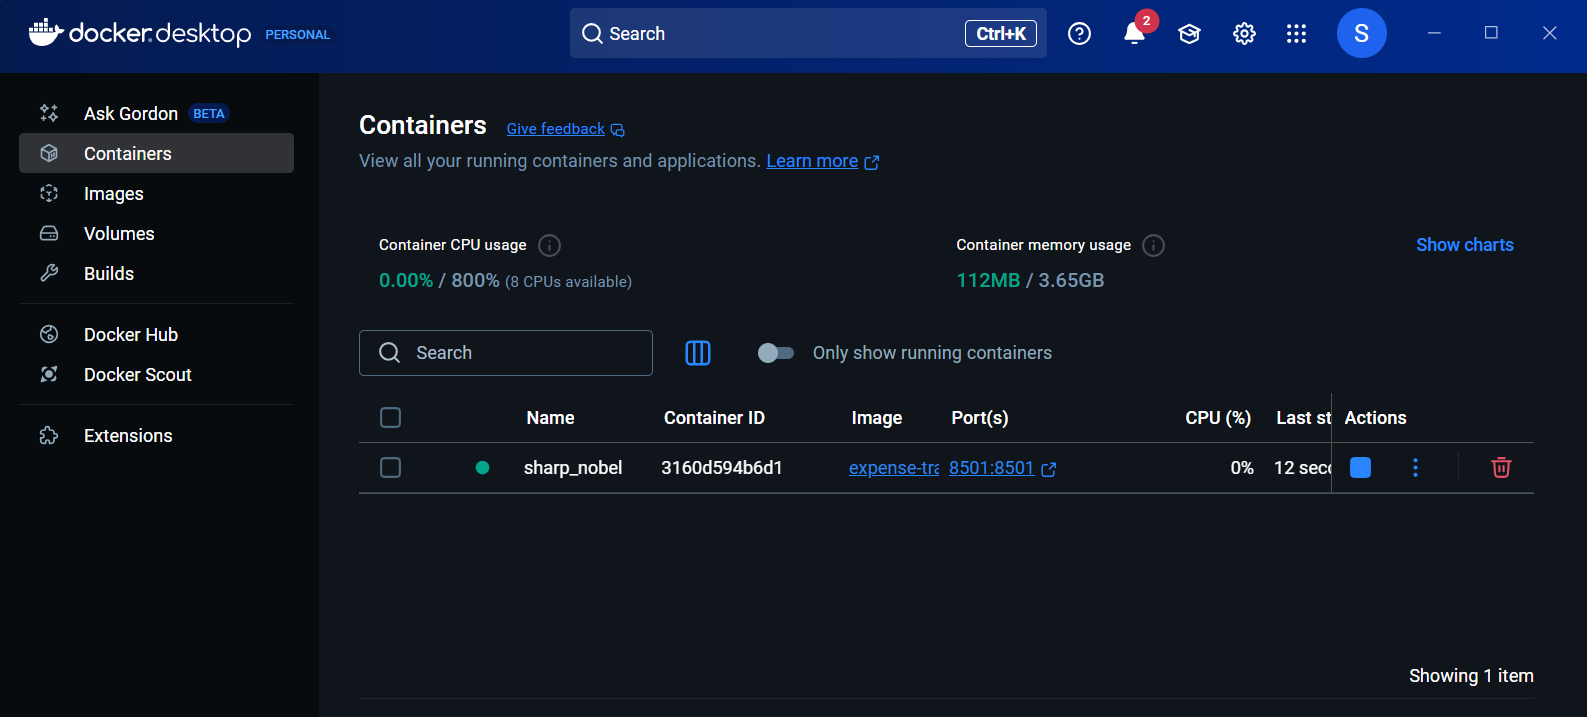 docker.desktop PERSONAL
Search Ctrl+K
2
S
Ask Gordon BETA
Containers
Images
Volumes
Builds
Docker Hub
Docker Scout
Extensions
Containers Give feedback
View all your running containers and applications. Learn more
Container CPU usage
0.00% / 800% (8 CPUs available)
Container memory usage
112MB / 3.65GB
Show charts
Search
Only show running containers
Name Container ID Image Port(s) CPU (%) Last st Actions
sharp_nobel 3160d594b6d1 expense-tra 8501:8501 0% 12 seco
Showing 1 item